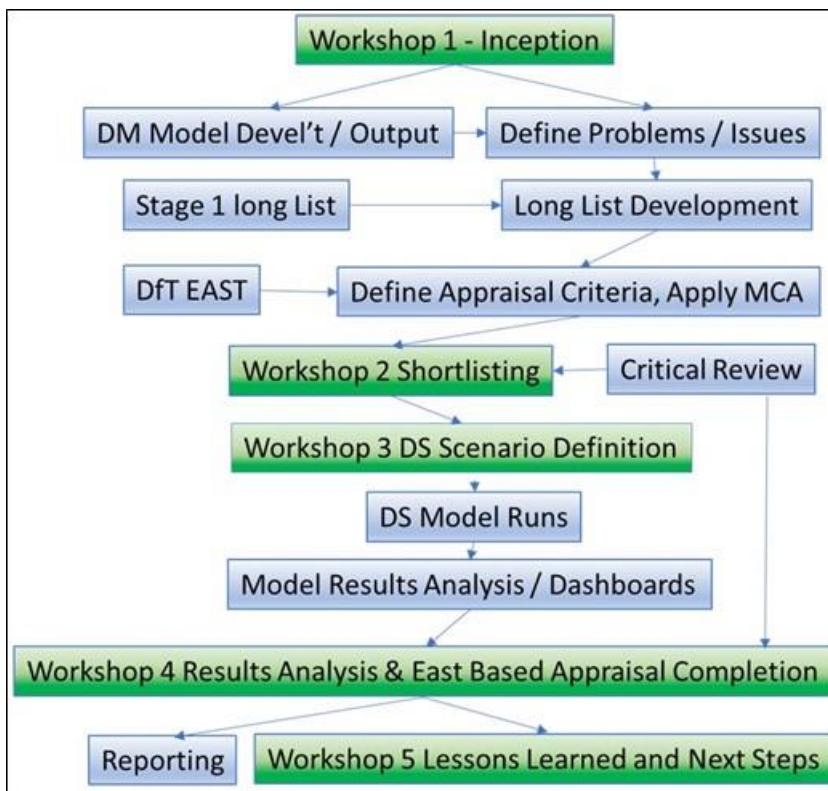 Workshop 1 - Inception
DM Model Devel't / Output
Define Problems / Issues
Stage 1 long List
Long List Development
DfT EAST
Define Appraisal Criteria, Apply MCA
Workshop 2 Shortlisting
Critical Review
Workshop 3 DS Scenario Definition
DS Model Runs
Model Results Analysis / Dashboards
Workshop 4 Results Analysis & East Based Appraisal Completion
Reporting
Workshop 5 Lessons Learned and Next Steps